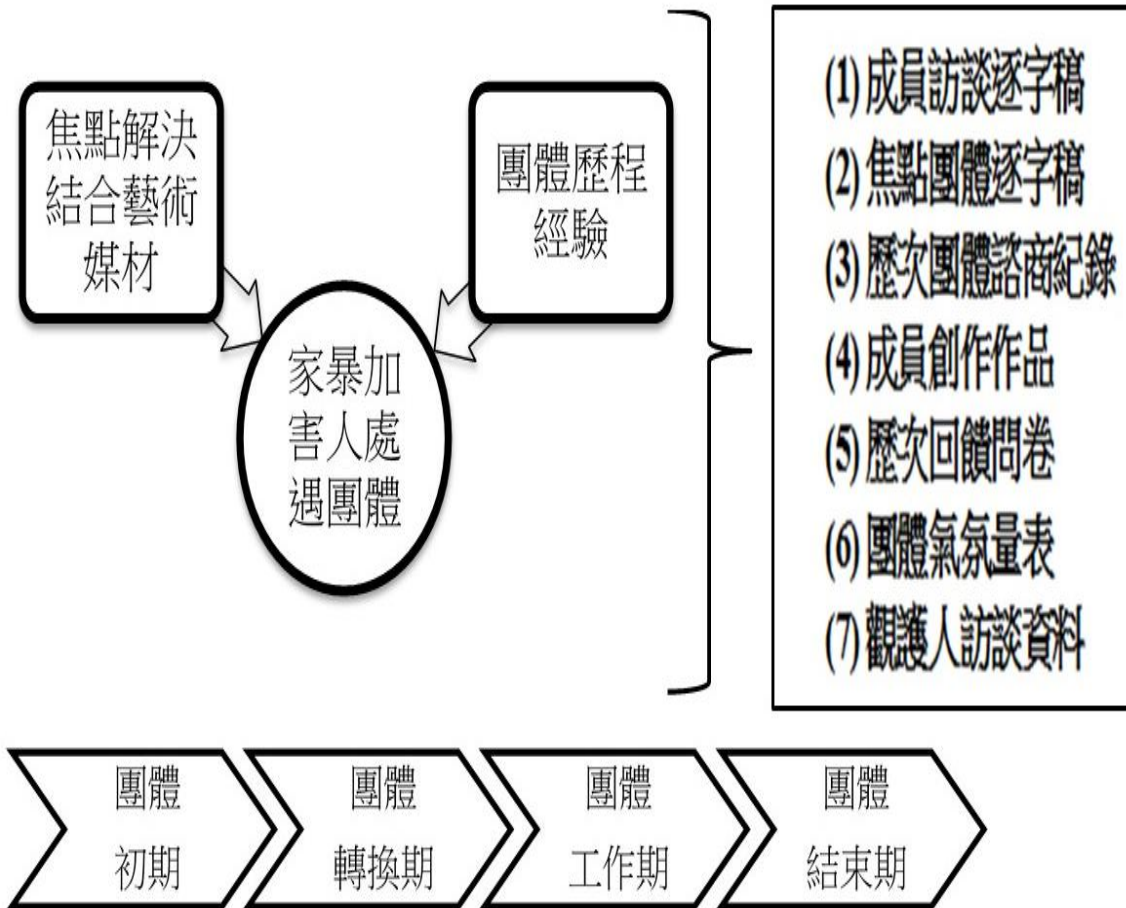 焦點解決
結合藝術
媒材
團體歷程
經驗
家暴加
害人處
遇團體
(1) 成員訪談逐字稿
(2) 焦點團體逐字稿
(3) 歷次團體諮商紀錄
(4) 成員創作作品
(5) 歷次回饋問卷
(6) 團體氣氛量表
(7) 觀護人訪談資料
團體
初期
團體
轉換期
團體
工作期
團體
結束期